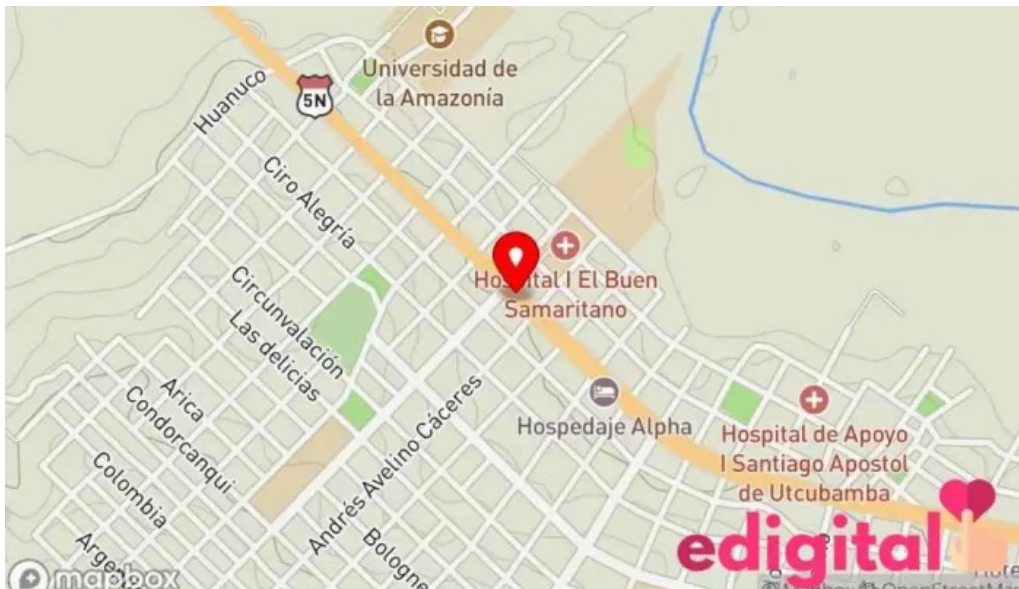 Universidad de
la Amazonía
5N
Huanuco
Ciro Alegría
Hospital I El Buen
Samaritano
Circunvalación
Las delicias
Arica
Condorcanqui
Colombia
Andrés Avelino Cáceres
Hospedaje Alpha
Hospital de Apoyo
I Santiago Apostol
de Utcubamba
edigital
mapbox